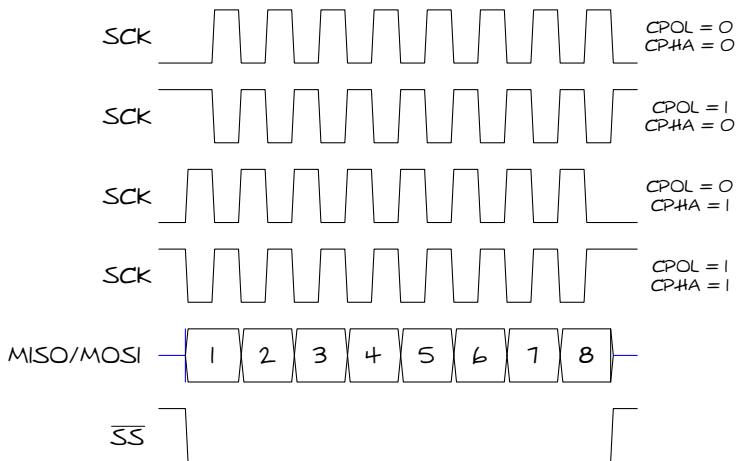 SCK
CPOL = 0
CPHA = 0
SCK
CPOL = 1
CPHA = 0
SCK
CPOL = 0
CPHA = 1
SCK
CPOL = 1
CPHA = 1
MISO/MOSI 1 2 3 4 5 6 7 8
S̅S̅